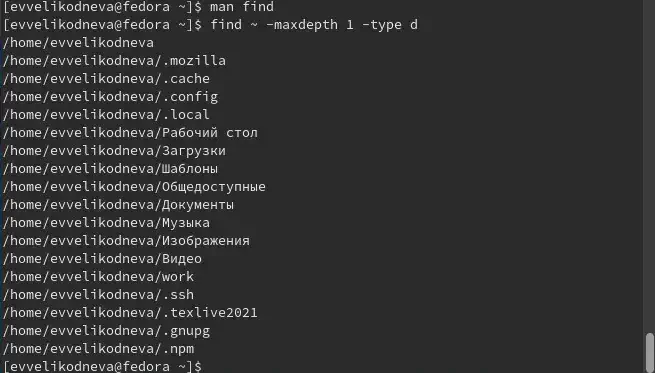 [evvelikodneva@fedora ~]$ man find
[evvelikodneva@fedora ~]$ find ~ -maxdepth 1 -type d
/home/evvelikodneva
/home/evvelikodneva/.mozilla
/home/evvelikodneva/.cache
/home/evvelikodneva/.config
/home/evvelikodneva/.local
/home/evvelikodneva/Рабочий стол
/home/evvelikodneva/Загрузки
/home/evvelikodneva/Шаблоны
/home/evvelikodneva/Общедоступные
/home/evvelikodneva/Документы
/home/evvelikodneva/Музыка
/home/evvelikodneva/Изображения
/home/evvelikodneva/Видео
/home/evvelikodneva/work
/home/evvelikodneva/.ssh
/home/evvelikodneva/.texlive2021
/home/evvelikodneva/.gnupg
/home/evvelikodneva/.npm
[evvelikodneva@fedora ~]$